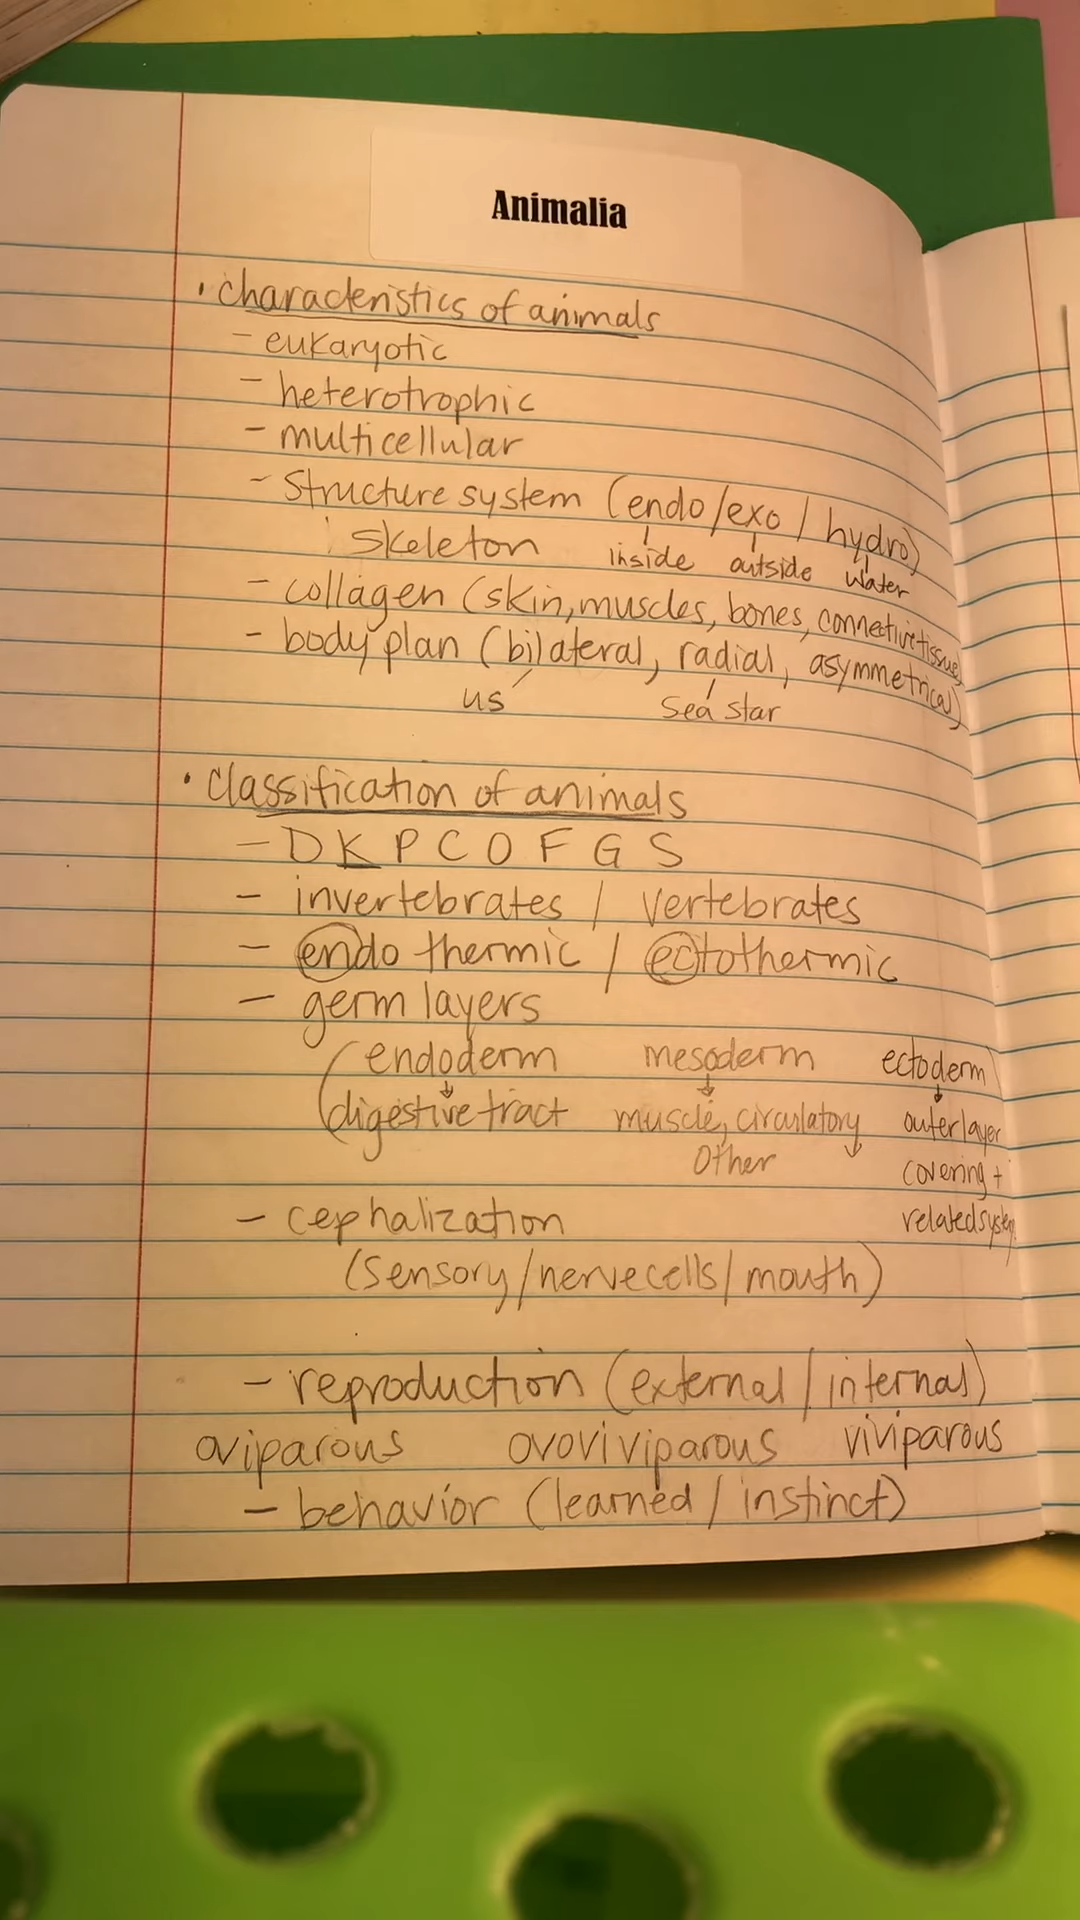 Animalia
• characteristics of animals
- eukaryotic
- heterotrophic
- multicellular
- structure system (endo/exo/hydro)
skeleton inside outside water
- collagen (skin, muscles, bones, connective tissue)
- body plan (bilateral, radial, asymmetrical)
us sea star
• classification of animals
- D K P C O F G S
- invertebrates / vertebrates
- endothermic / ectothermic
- germ layers
(endoderm mesoderm ectoderm)
digestive tract muscle, circulatory outer layer
other covering +
- cephalization related system
(sensory/nerve cells/mouth)
- reproduction (external/internal)
oviparous ovoviviparous viviparous
- behavior (learned / instinct)